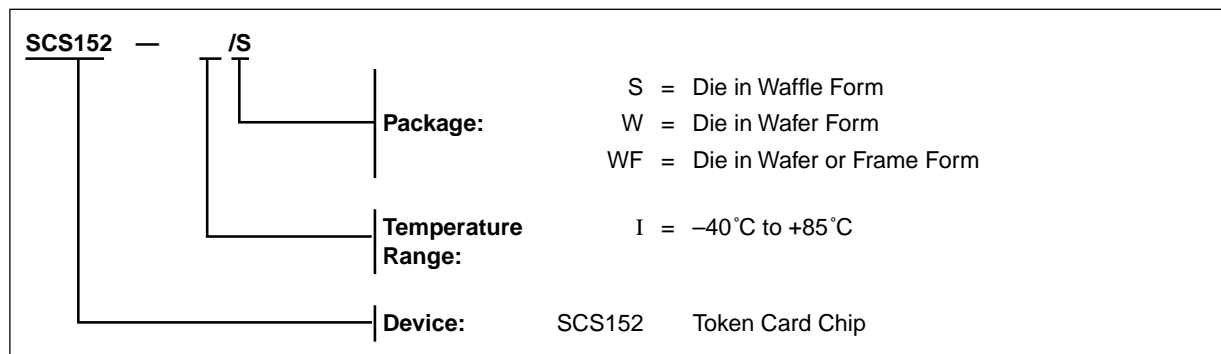 SCS152 — _ /S
S = Die in Waffle Form
Package: W = Die in Wafer Form
WF = Die in Wafer or Frame Form
Temperature I = –40˚C to +85˚C
Range:
Device: SCS152 Token Card Chip